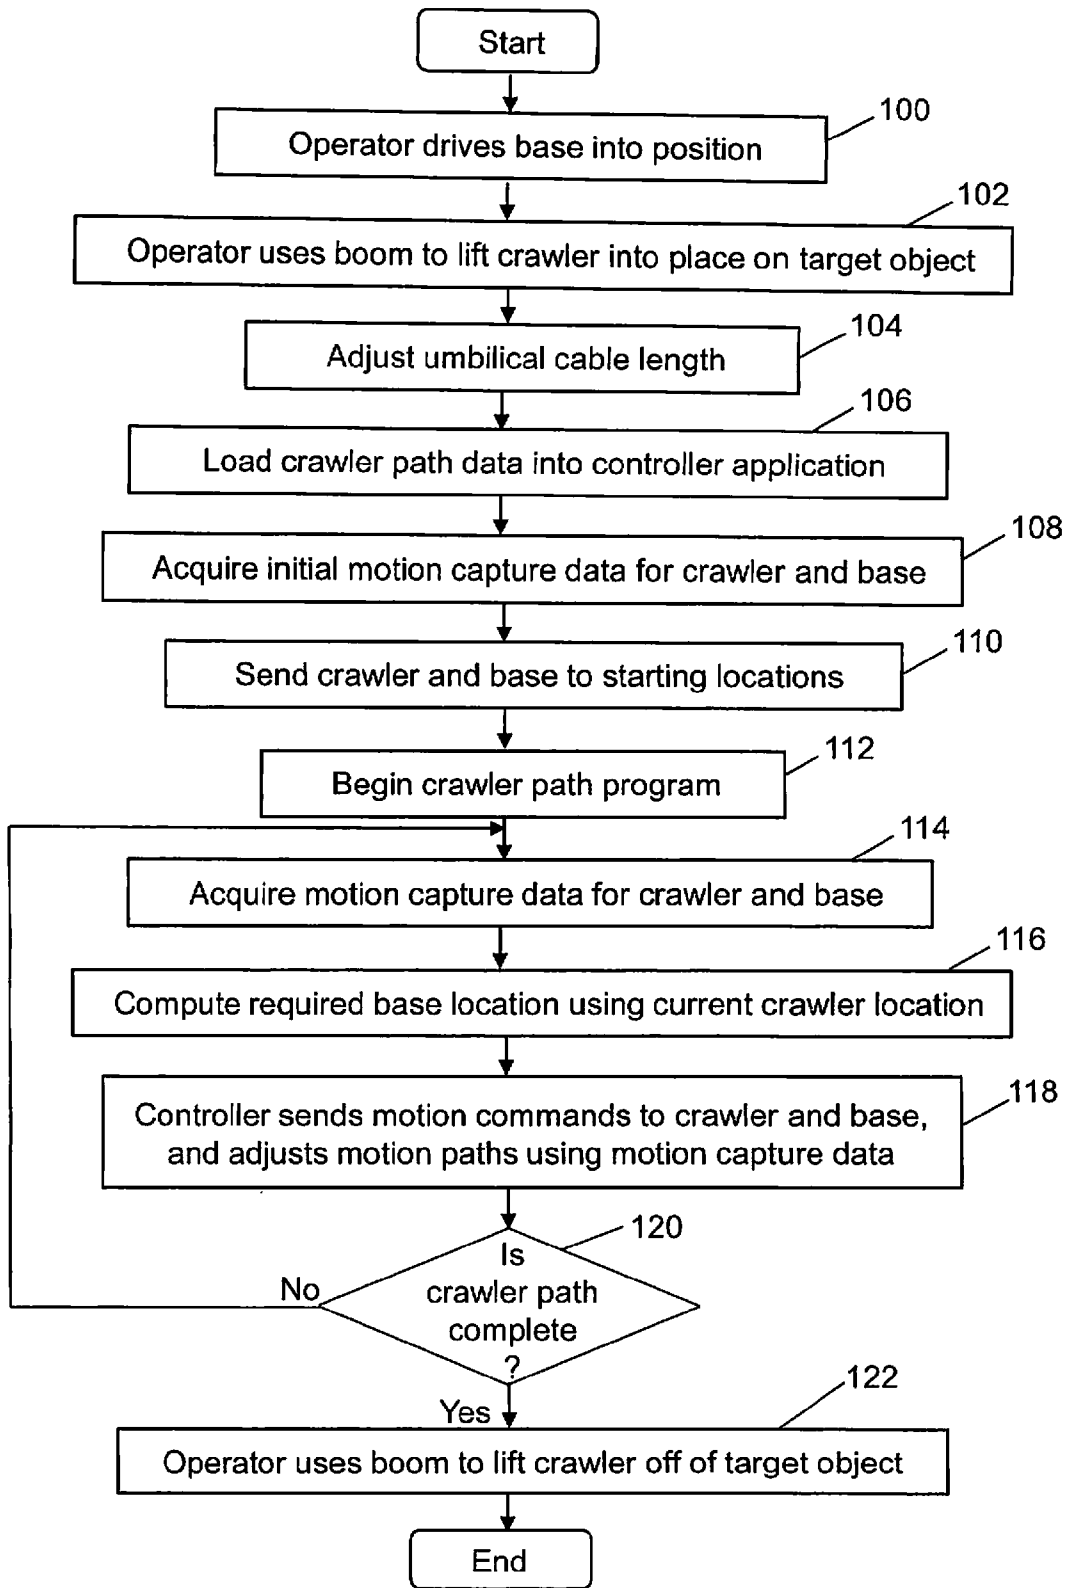 Start
100
Operator drives base into position
102
Operator uses boom to lift crawler into place on target object
104
Adjust umbilical cable length
106
Load crawler path data into controller application
108
Acquire initial motion capture data for crawler and base
110
Send crawler and base to starting locations
112
Begin crawler path program
114
Acquire motion capture data for crawler and base
116
Compute required base location using current crawler location
118
Controller sends motion commands to crawler and base,
and adjusts motion paths using motion capture data
120
Is
crawler path
complete
?
No
Yes
122
Operator uses boom to lift crawler off of target object
End